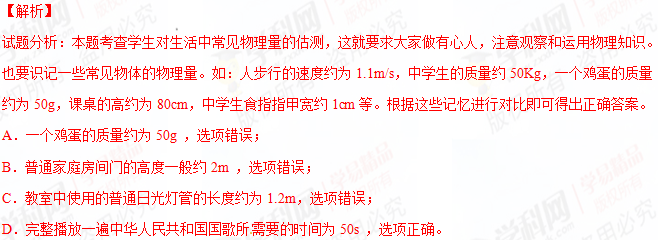 【解析】
试题分析：本题考查学生对生活中常见物理量的估测，这就要求大家做有心人，注意观察和运用物理知识。
也要识记一些常见物体的物理量。如：人步行的速度约为 1.1m/s，中学生的质量约 50Kg，一个鸡蛋的质量
约为 50g，课桌的高约为 80cm，中学生食指指甲宽约 1cm 等。根据这些记忆进行对比即可得出正确答案。
A．一个鸡蛋的质量约为 50g ，选项错误；
B．普通家庭房间门的高度一般约 2m ，选项错误；
C．教室中使用的普通日光灯管的长度约为 1.2m，选项错误；
D．完整播放一遍中华人民共和国国歌所需要的时间为 50s ，选项正确。